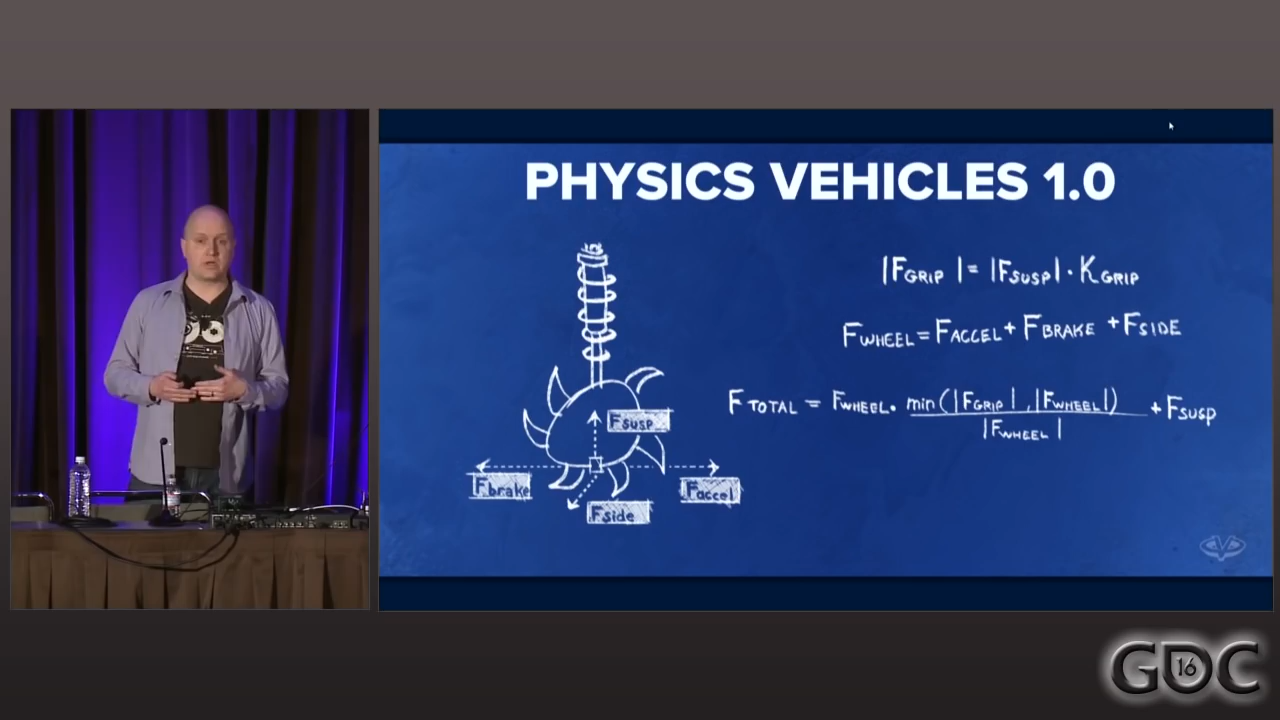 PHYSICS VEHICLES 1.0
|FGRIP| = |FSUSP| · KGRIP
FWHEEL = FACCEL + FBRAKE + FSIDE
FTOTAL = FWHEEL · min(|FGRIP|, |FWHEEL|) + FSUSP
|FWHEEL|
Fsusp
Fbrake
Faccel
Fside
GDC
16